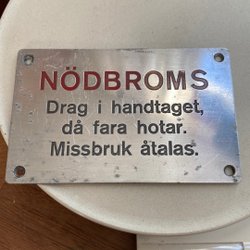 NÖDBROMS
Drag i handtaget,
då fara hotar.
Missbruk åtalas.